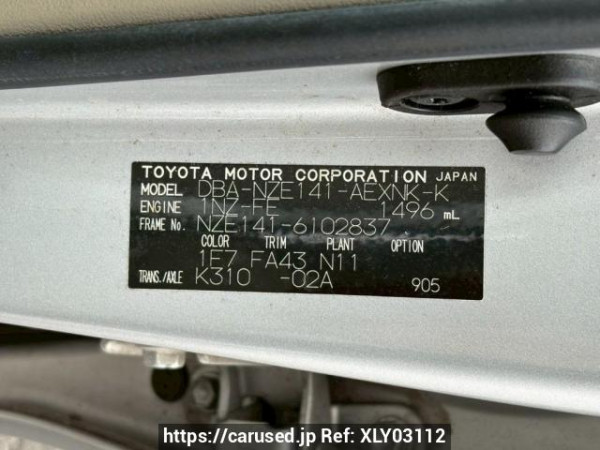 TOYOTA MOTOR CORPORATION JAPAN
MODEL DBA-NZE141-AEXNK-K
ENGINE 1NZ-FE 1496 mL
FRAME No. NZE141-6102837
COLOR TRIM PLANT OPTION
1E7 FA43 N11
TRANS./AXLE K310 -02A 905
https://carused.jp Ref: XLY03112